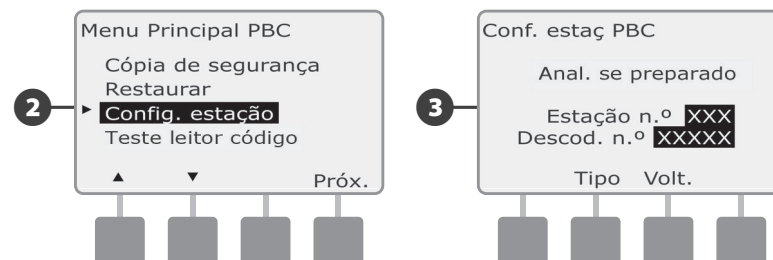 2
Menu Principal PBC
Cópia de segurança
Restaurar
Config. estação
Teste leitor código
Próx.
3
Conf. estaç PBC
Anal. se preparado
Estação n.º XXX
Descod. n.º XXXXX
Tipo Volt.